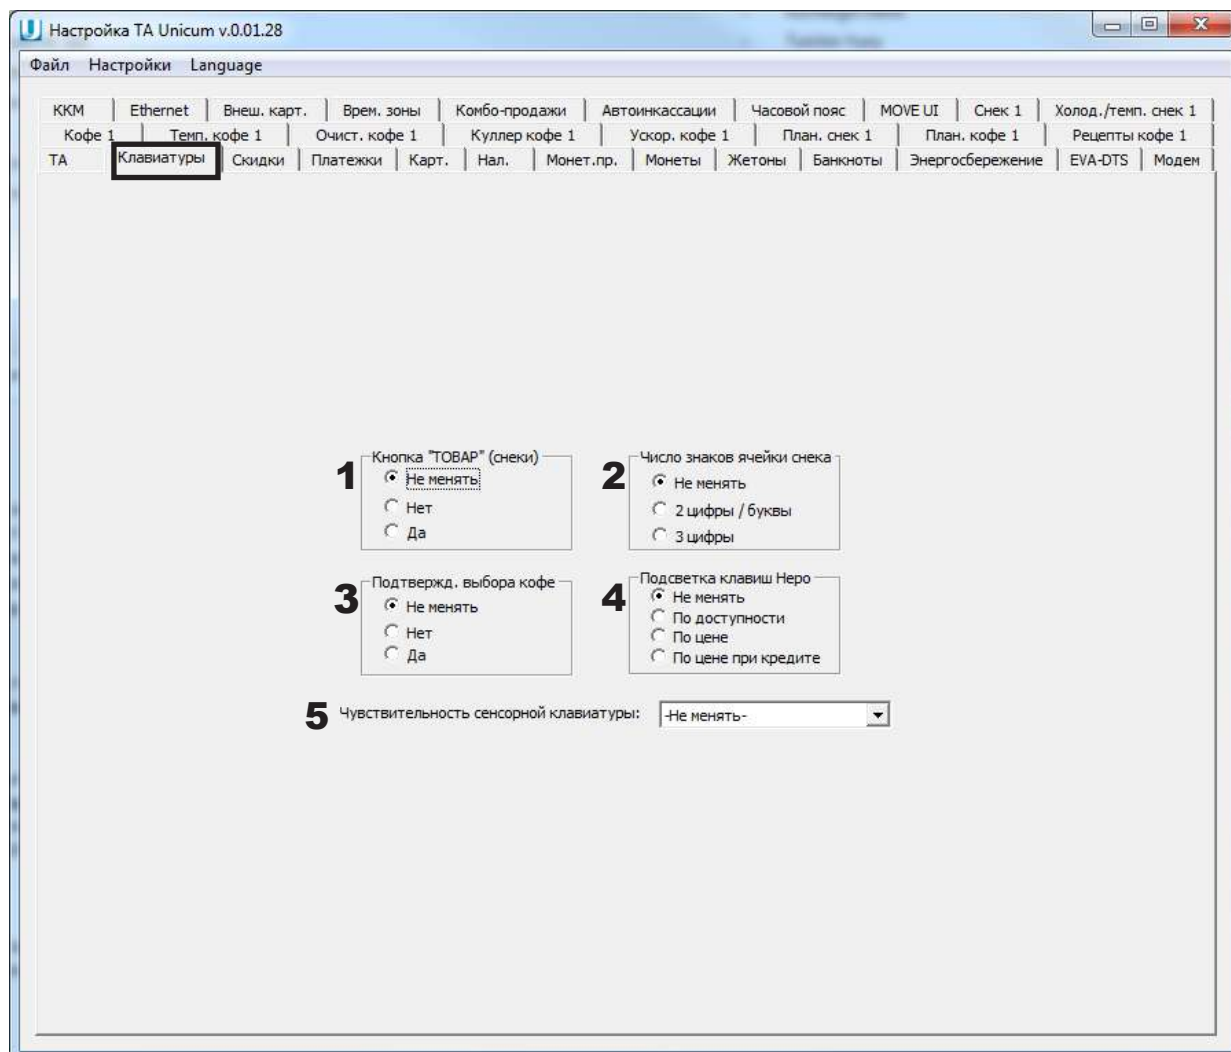 Настройка ТА Unicum v.0.01.28
Файл Настройки Language
ККМ Ethernet Внеш. карт. Врем. зоны Комбо-продажи Автоинкассации Часовой пояс MOVE UI Снек 1 Холод./темп. снек 1
Кофе 1 Темп. кофе 1 Очист. кофе 1 Куллер кофе 1 Ускор. кофе 1 План. снек 1 План. кофе 1 Рецепты кофе 1
ТА Клавиатуры Скидки Платежки Карт. Нал. Монет.пр. Монеты Жетоны Банкноты Энергосбережение EVA-DTS Модем
1 Кнопка "ТОВАР" (снеки)
Не менять
Нет
Да
2 Число знаков ячейки снека
Не менять
2 цифры / буквы
3 цифры
3 Подтвержд. выбора кофе
Не менять
Нет
Да
4 Подсветка клавиш Неро
Не менять
По доступности
По цене
По цене при кредите
5 Чувствительность сенсорной клавиатуры: -Не менять-